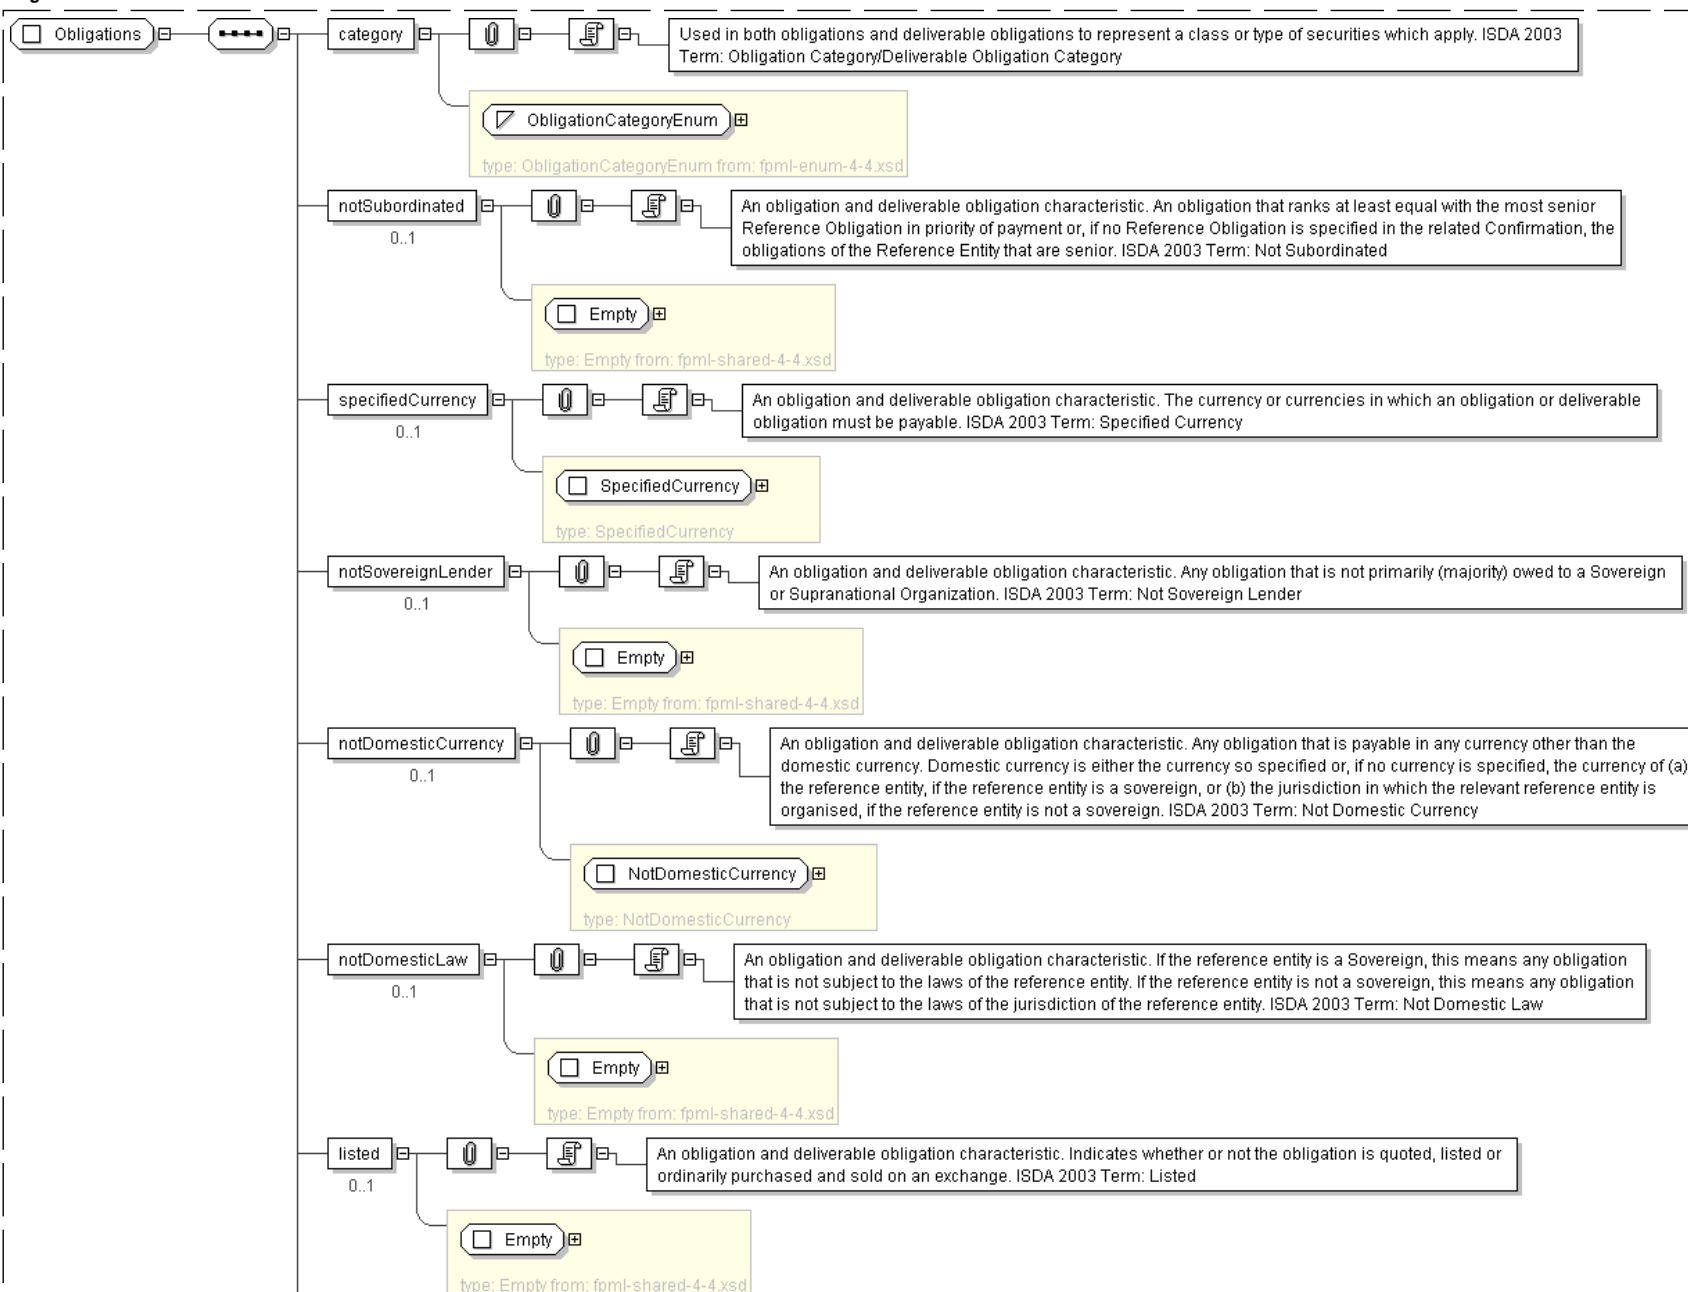 Obligations
category
Used in both obligations and deliverable obligations to represent a class or type of securities which apply. ISDA 2003
Term: Obligation Category/Deliverable Obligation Category
ObligationCategoryEnum
type: ObligationCategoryEnum from: fpml-enum-4-4.xsd
notSubordinated
0..1
An obligation and deliverable obligation characteristic. An obligation that ranks at least equal with the most senior
Reference Obligation in priority of payment or, if no Reference Obligation is specified in the related Confirmation, the
obligations of the Reference Entity that are senior. ISDA 2003 Term: Not Subordinated
Empty
type: Empty from: fpml-shared-4-4.xsd
specifiedCurrency
0..1
An obligation and deliverable obligation characteristic. The currency or currencies in which an obligation or deliverable
obligation must be payable. ISDA 2003 Term: Specified Currency
SpecifiedCurrency
type: SpecifiedCurrency
notSovereignLender
0..1
An obligation and deliverable obligation characteristic. Any obligation that is not primarily (majority) owed to a Sovereign
or Supranational Organization. ISDA 2003 Term: Not Sovereign Lender
Empty
type: Empty from: fpml-shared-4-4.xsd
notDomesticCurrency
0..1
An obligation and deliverable obligation characteristic. Any obligation that is payable in any currency other than the
domestic currency. Domestic currency is either the currency so specified or, if no currency is specified, the currency of (a)
the reference entity, if the reference entity is a sovereign, or (b) the jurisdiction in which the relevant reference entity is
organised, if the reference entity is not a sovereign. ISDA 2003 Term: Not Domestic Currency
NotDomesticCurrency
type: NotDomesticCurrency
notDomesticLaw
0..1
An obligation and deliverable obligation characteristic. If the reference entity is a Sovereign, this means any obligation
that is not subject to the laws of the reference entity. If the reference entity is not a sovereign, this means any obligation
that is not subject to the laws of the jurisdiction of the reference entity. ISDA 2003 Term: Not Domestic Law
Empty
type: Empty from: fpml-shared-4-4.xsd
listed
0..1
An obligation and deliverable obligation characteristic. Indicates whether or not the obligation is quoted, listed or
ordinarily purchased and sold on an exchange. ISDA 2003 Term: Listed
Empty
type: Empty from: fpml-shared-4-4.xsd